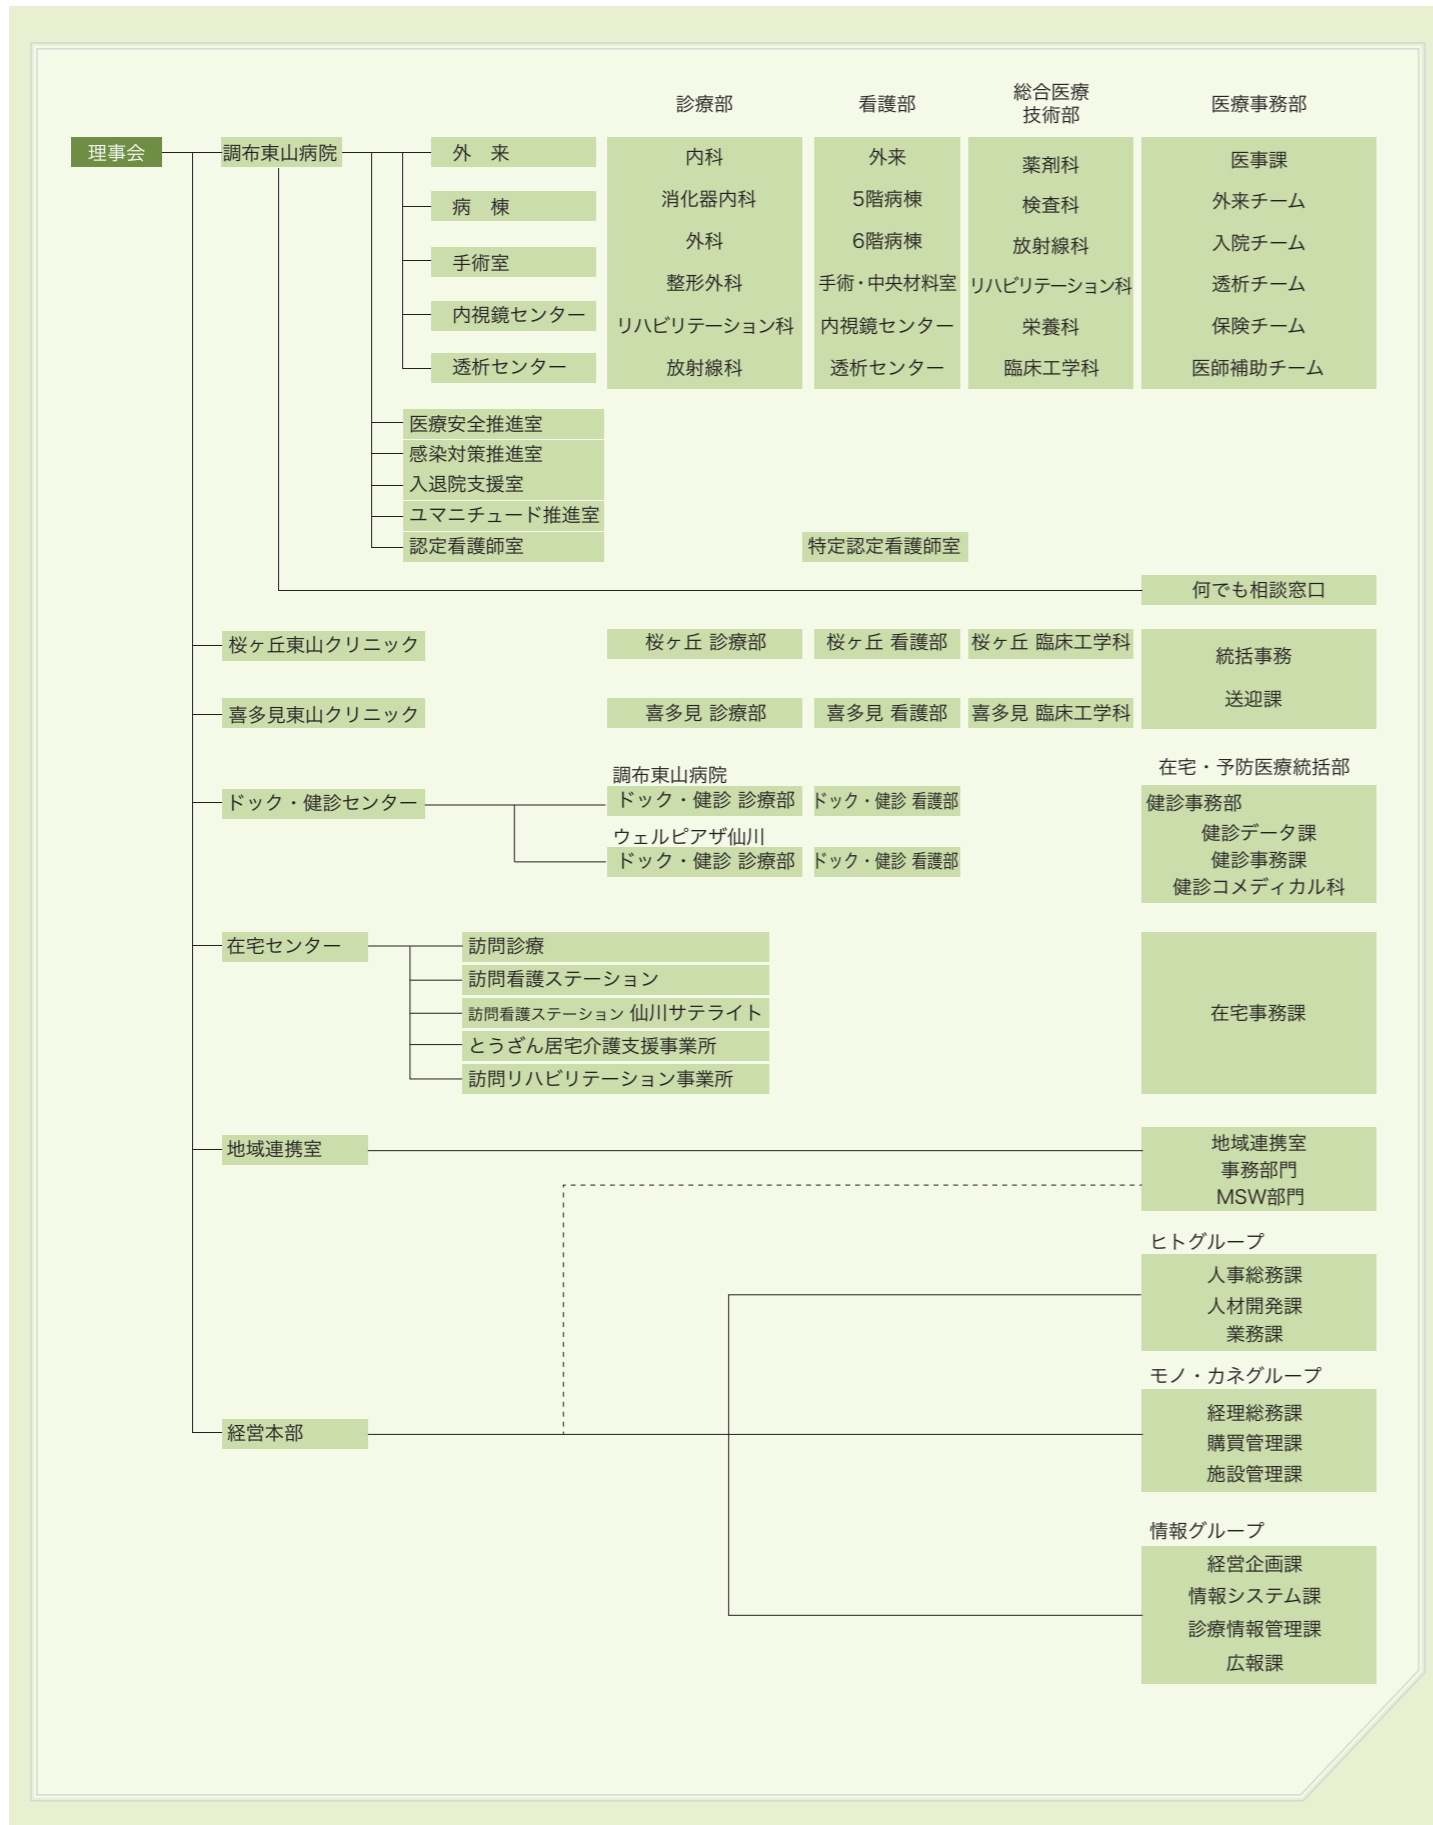 診療部
看護部
総合医療
技術部
医療事務部
理事会
調布東山病院
外　来
病　棟
手術室
内視鏡センター
透析センター
内科
消化器内科
外科
整形外科
リハビリテーション科
放射線科
外来
5階病棟
6階病棟
手術・中央材料室
内視鏡センター
透析センター
薬剤科
検査科
放射線科
リハビリテーション科
栄養科
臨床工学科
医事課
外来チーム
入院チーム
透析チーム
保険チーム
医師補助チーム
医療安全推進室
感染対策推進室
入退院支援室
ユマニチュード推進室
認定看護師室
特定認定看護師室
何でも相談窓口
桜ヶ丘東山クリニック
桜ヶ丘 診療部
桜ヶ丘 看護部
桜ヶ丘 臨床工学科
統括事務
送迎課
喜多見東山クリニック
喜多見 診療部
喜多見 看護部
喜多見 臨床工学科
ドック・健診センター
調布東山病院
ドック・健診 診療部
ドック・健診 看護部
ウェルピアザ仙川
ドック・健診 診療部
ドック・健診 看護部
在宅・予防医療統括部
健診事務部
健診データ課
健診事務課
健診コメディカル科
在宅センター
訪問診療
訪問看護ステーション
訪問看護ステーション 仙川サテライト
とうざん居宅介護支援事業所
訪問リハビリテーション事業所
在宅事務課
地域連携室
地域連携室
事務部門
MSW部門
経営本部
ヒトグループ
人事総務課
人材開発課
業務課
モノ・カネグループ
経理総務課
購買管理課
施設管理課
情報グループ
経営企画課
情報システム課
診療情報管理課
広報課